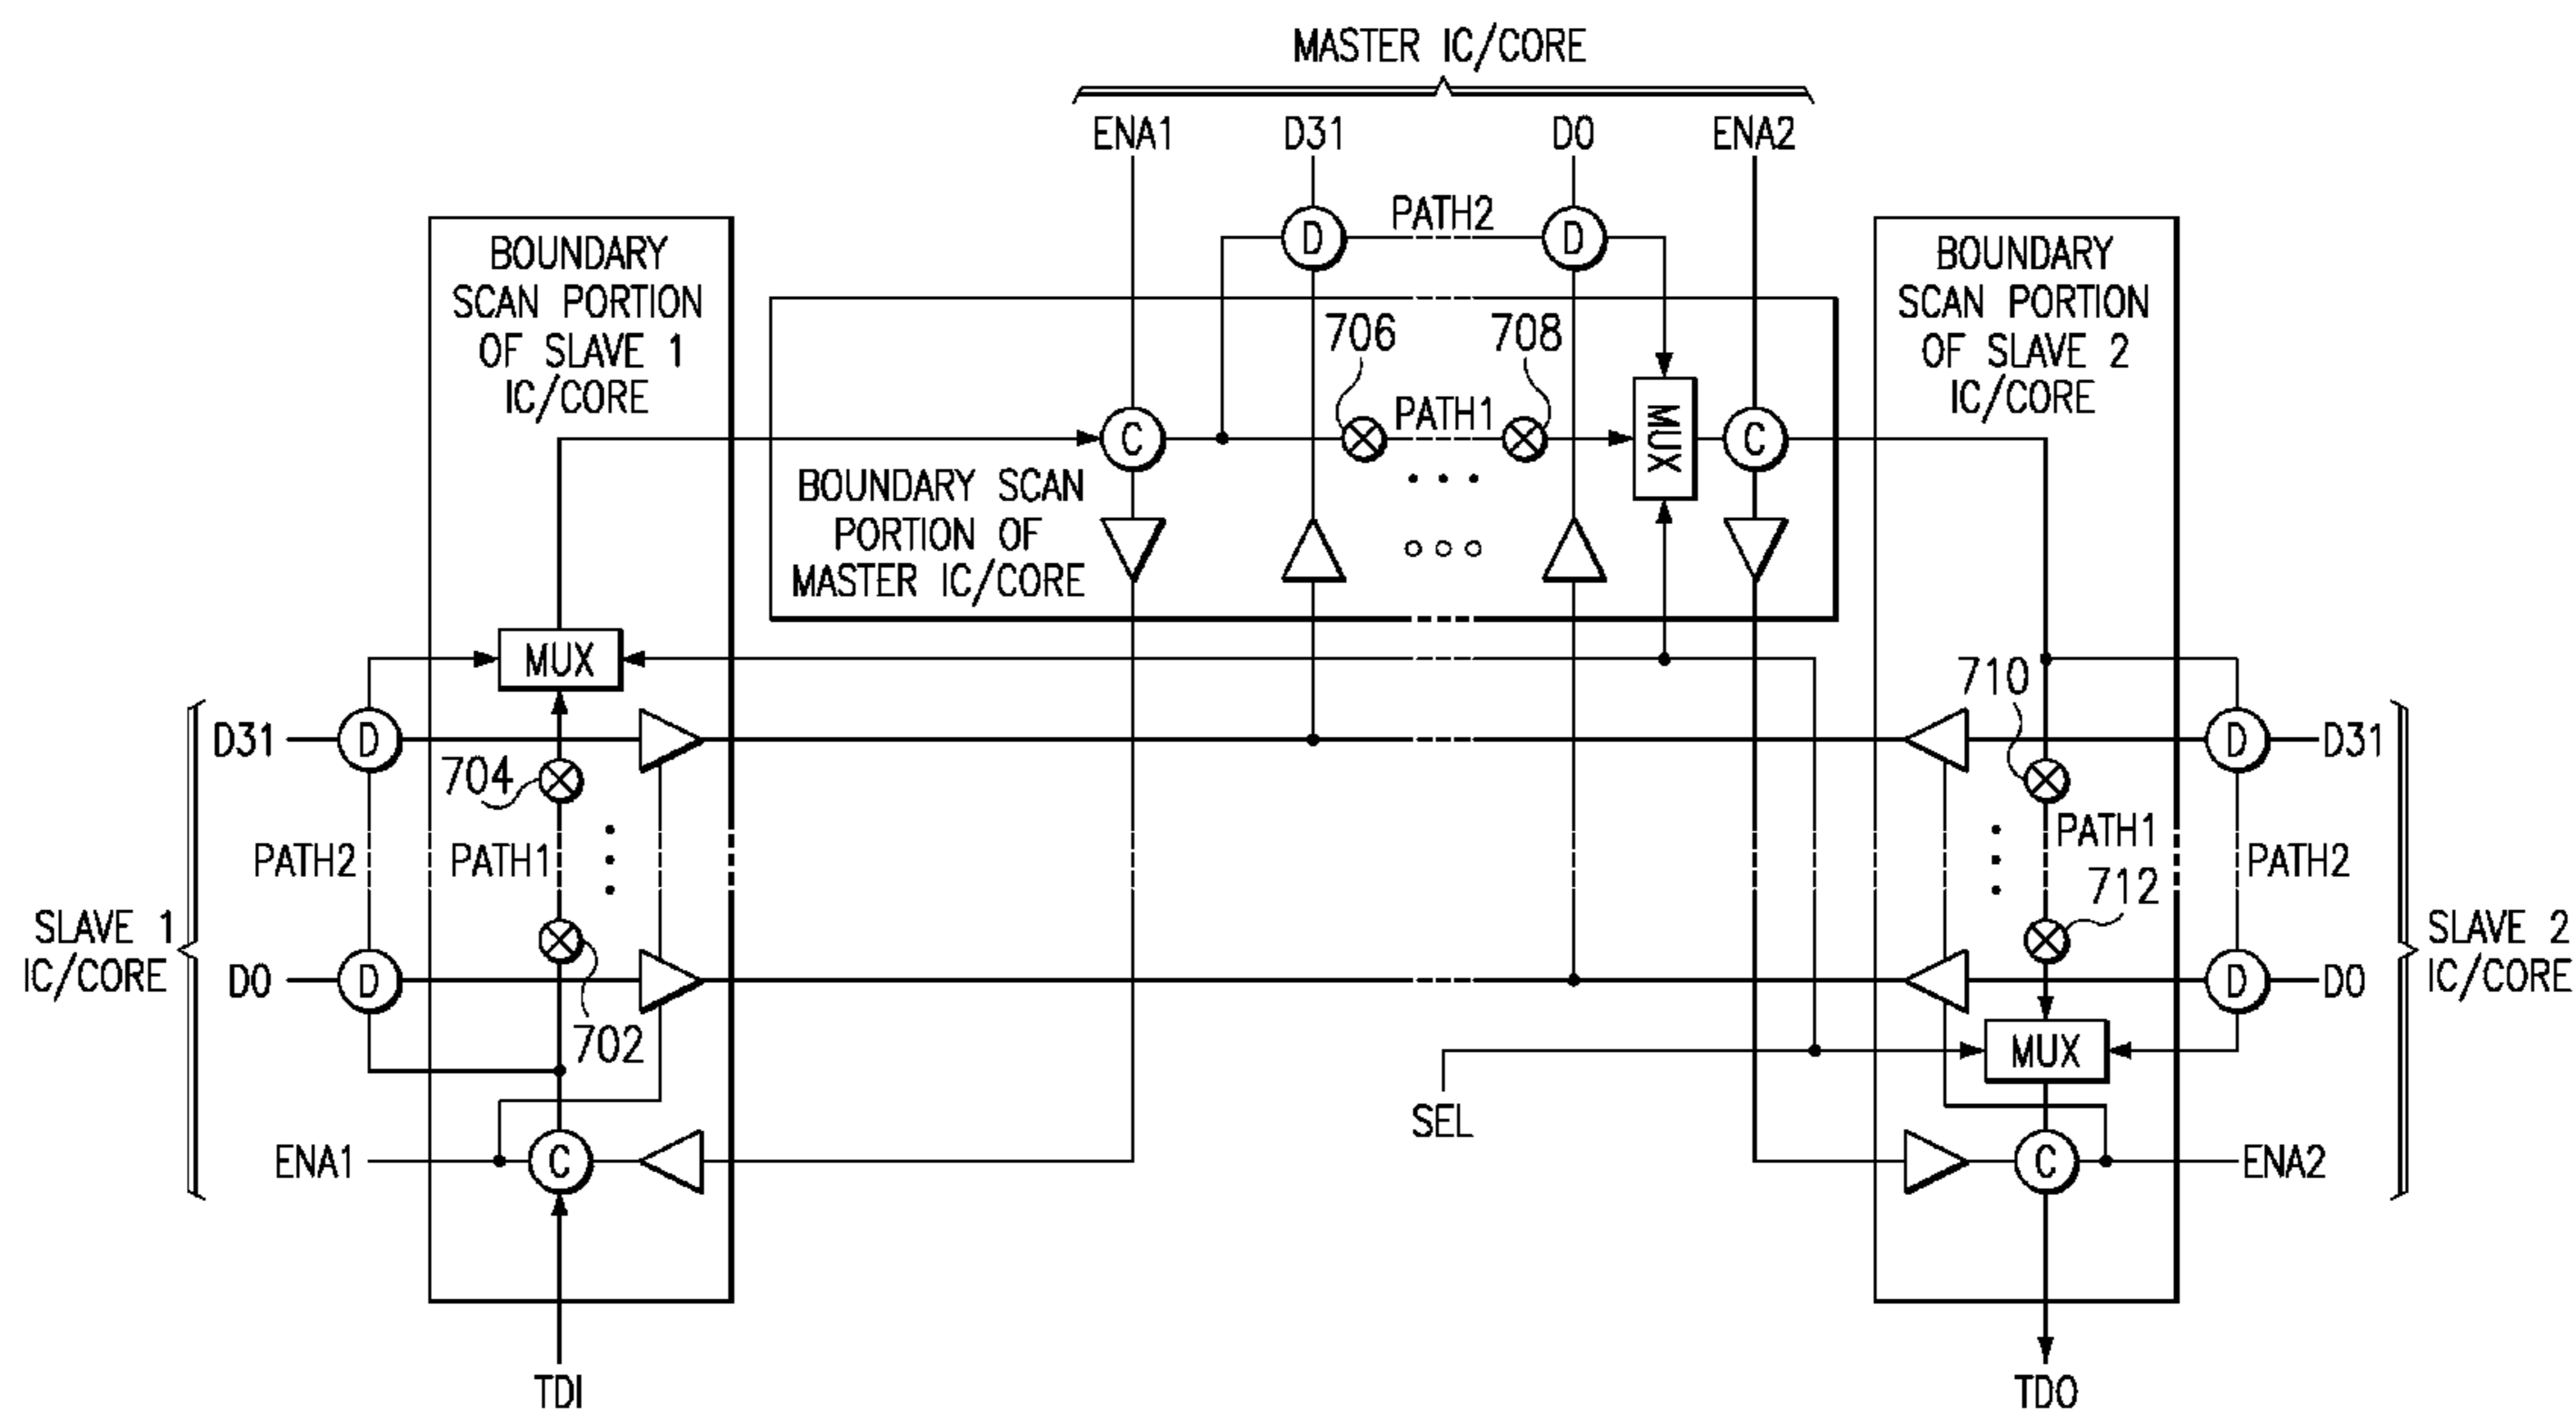 MASTER IC/CORE
ENA1
D31
D0
ENA2
PATH2
D
D
BOUNDARY
SCAN PORTION
OF SLAVE 1
IC/CORE
BOUNDARY
SCAN PORTION
OF SLAVE 2
IC/CORE
706
708
PATH1
C
MUX
C
BOUNDARY SCAN
PORTION OF
MASTER IC/CORE
MUX
710
D31
D
704
D
D31
PATH2
PATH1
PATH1
PATH2
712
SLAVE 1
IC/CORE
SLAVE 2
IC/CORE
D0
D
D
D0
702
MUX
SEL
ENA1
C
C
ENA2
TDI
TDO